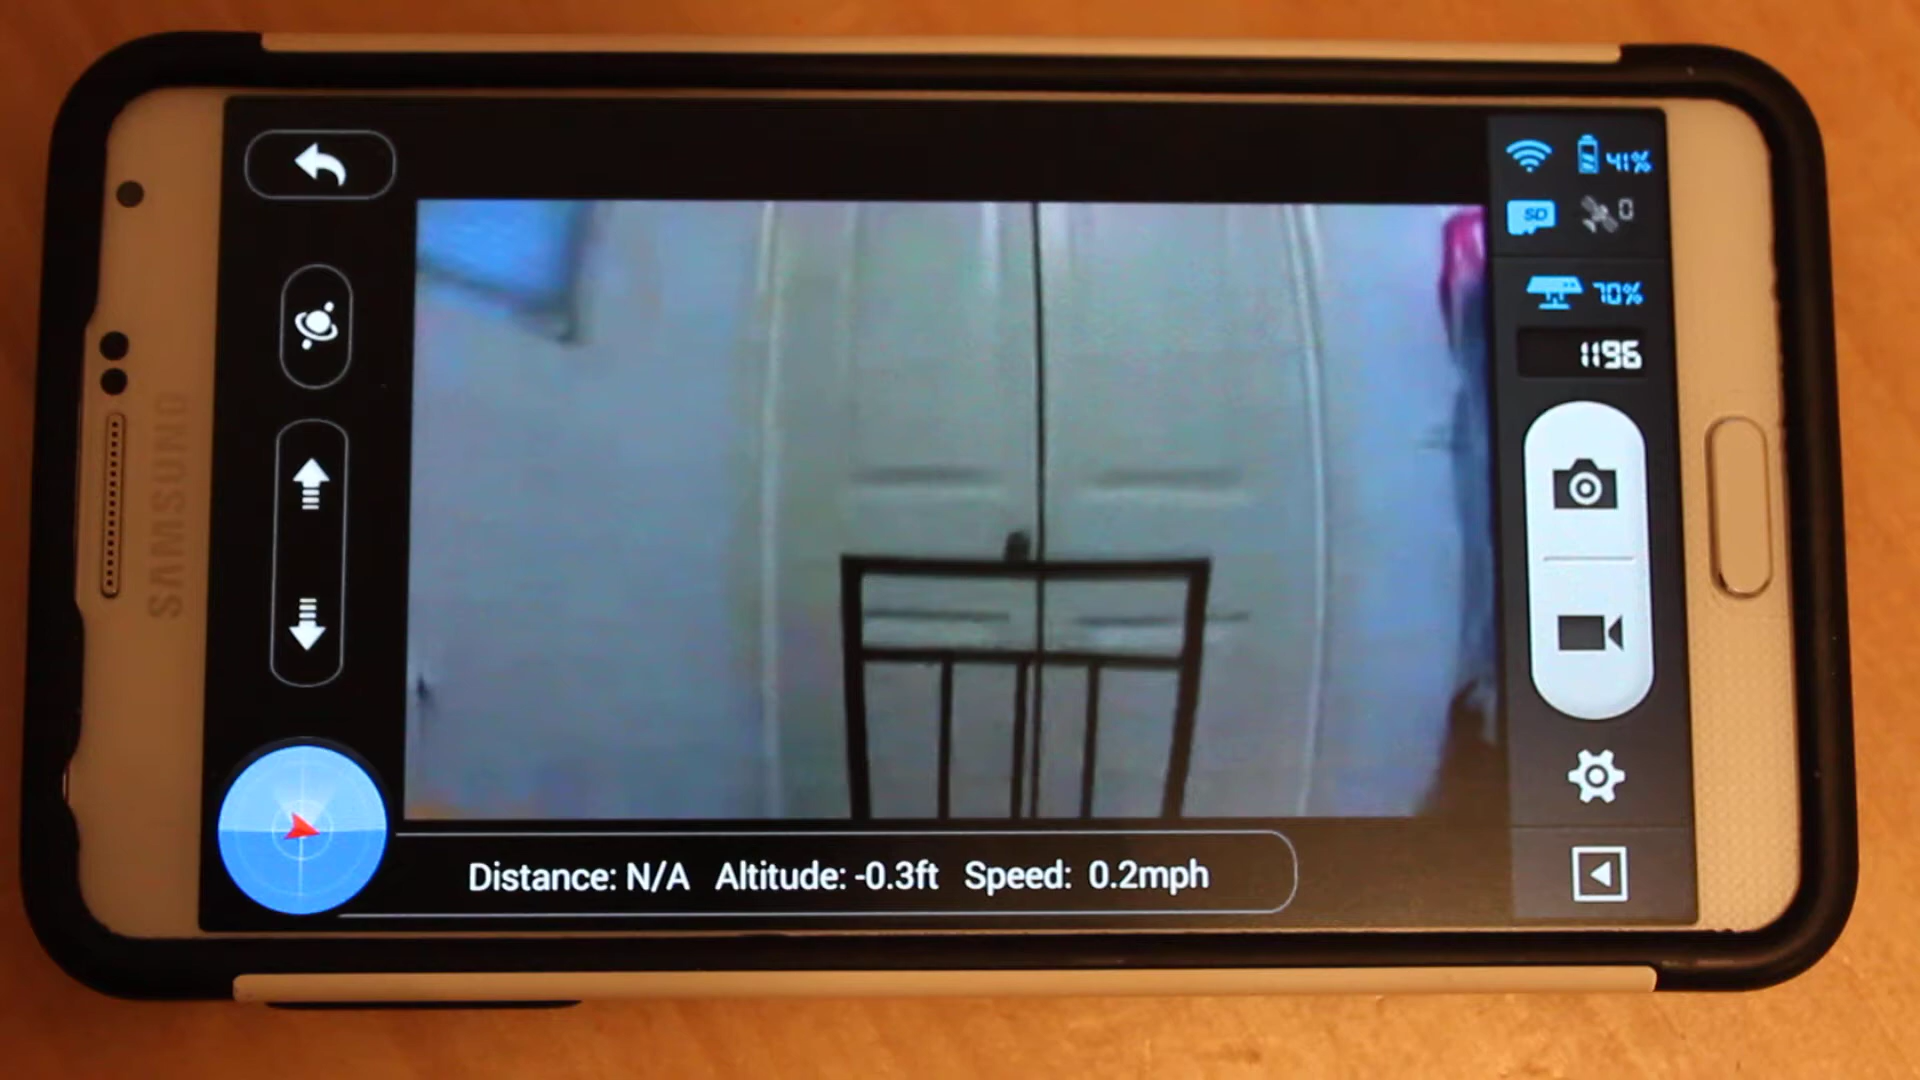 SAMSUNG
41%
SD
0
70%
1196
Distance: N/A Altitude: -0.3ft Speed: 0.2mph